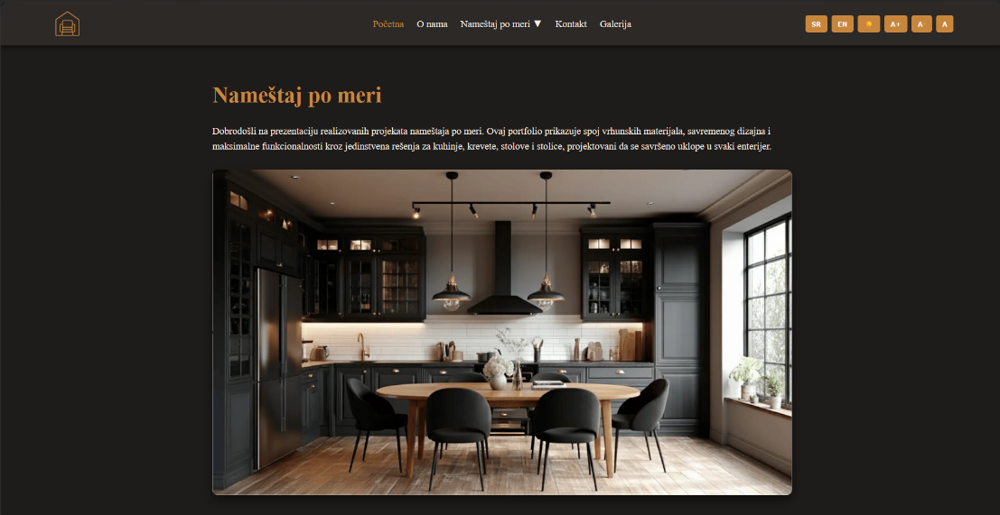 Početna O nama Nameštaj po meri ▼ Kontakt Galerija SR EN A+ A- A
Nameštaj po meri
Dobrodošli na prezentaciju realizovanih projekata nameštaja po meri. Ovaj portfolio prikazuje spoj vrhunskih materijala, savremenog dizajna i
maksimalne funkcionalnosti kroz jedinstvena rešenja za kuhinje, krevete, stolove i stolice, projektovani da se savršeno uklope u svaki enterijer.